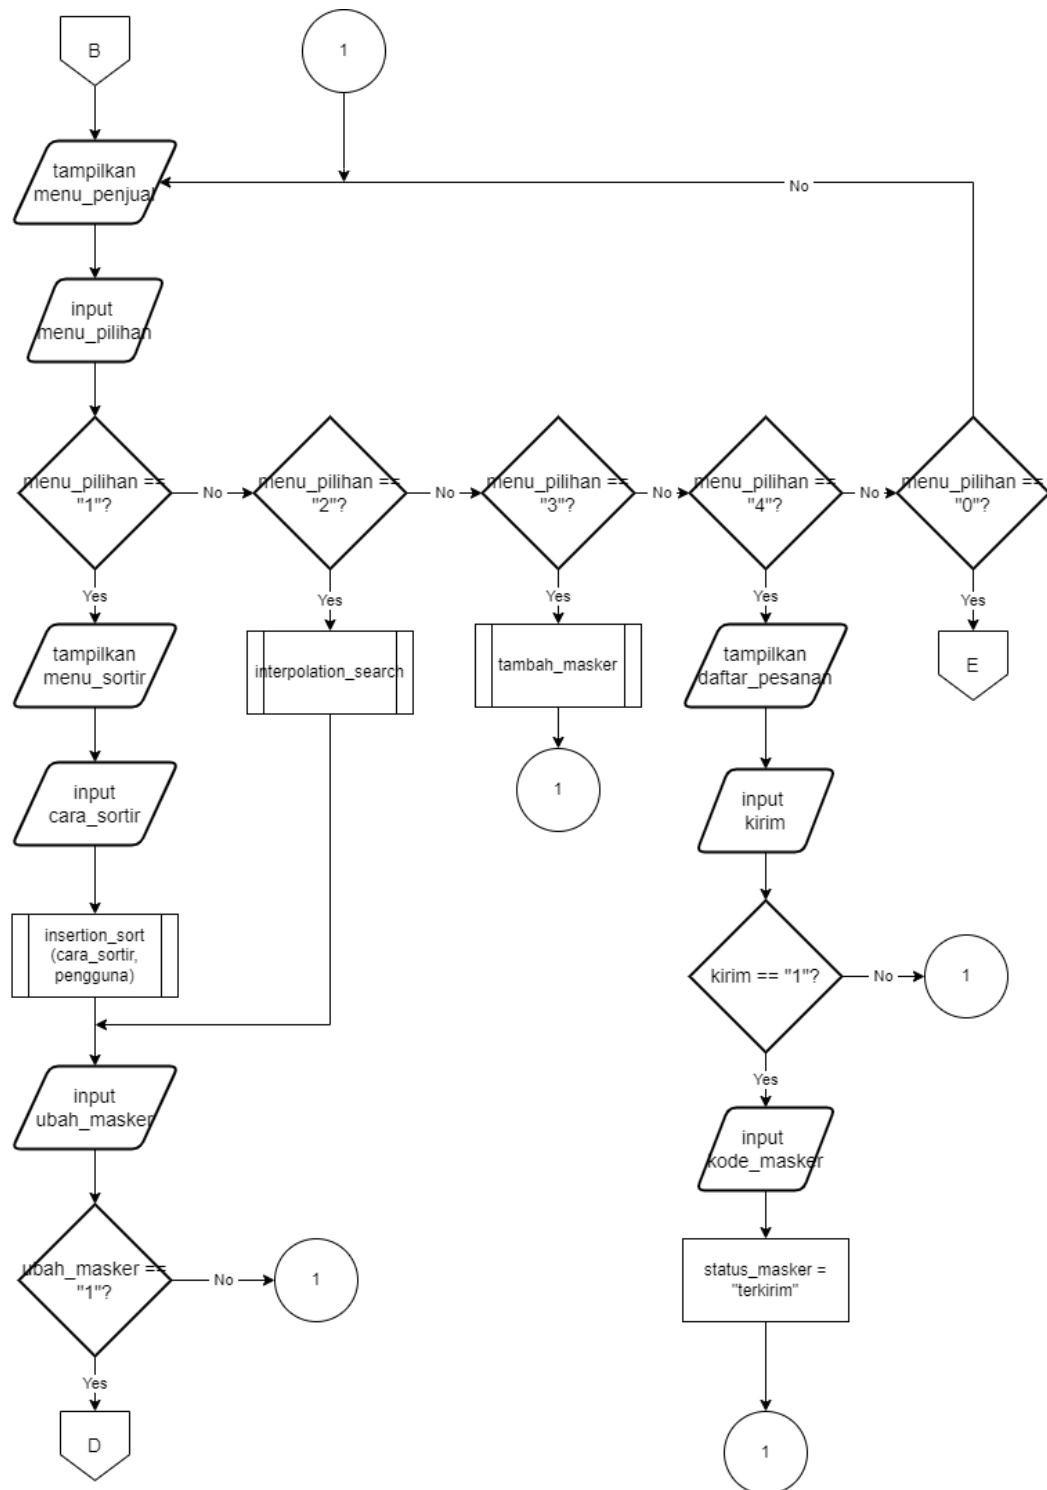 B
1
tampilkan
menu_penjual
No
input
menu_pilihan
menu_pilihan ==
"1"?
No
menu_pilihan ==
"2"?
No
menu_pilihan ==
"3"?
No
menu_pilihan ==
"4"?
No
menu_pilihan ==
"0"?
Yes
Yes
Yes
Yes
Yes
tampilkan
menu_sortir
interpolation_search
tambah_masker
tampilkan
daftar_pesanan
E
input
cara_sortir
1
input
kirim
insertion_sort
(cara_sortir,
pengguna)
kirim == "1"?
No
1
input
ubah_masker
Yes
input
kode_masker
ubah_masker ==
"1"?
No
1
status_masker =
"terkirim"
Yes
D
1